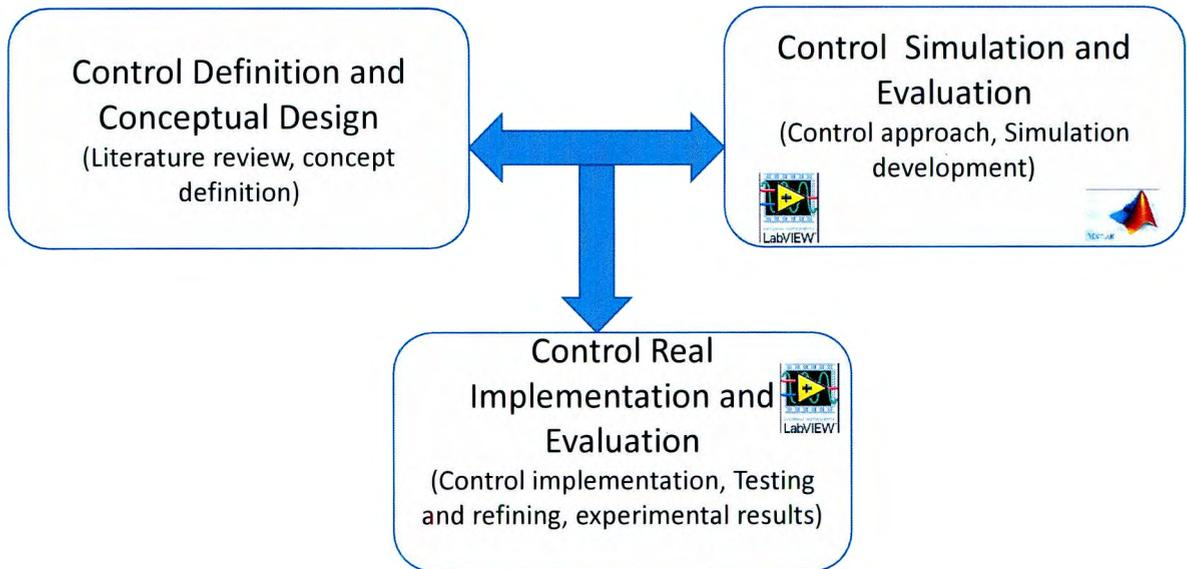 Control Definition and
Conceptual Design
(Literature review, concept
definition)
Control Simulation and
Evaluation
(Control approach, Simulation
development)
LabVIEW
Control Real
Implementation and
Evaluation
LabVIEW
(Control implementation, Testing
and refining, experimental results)